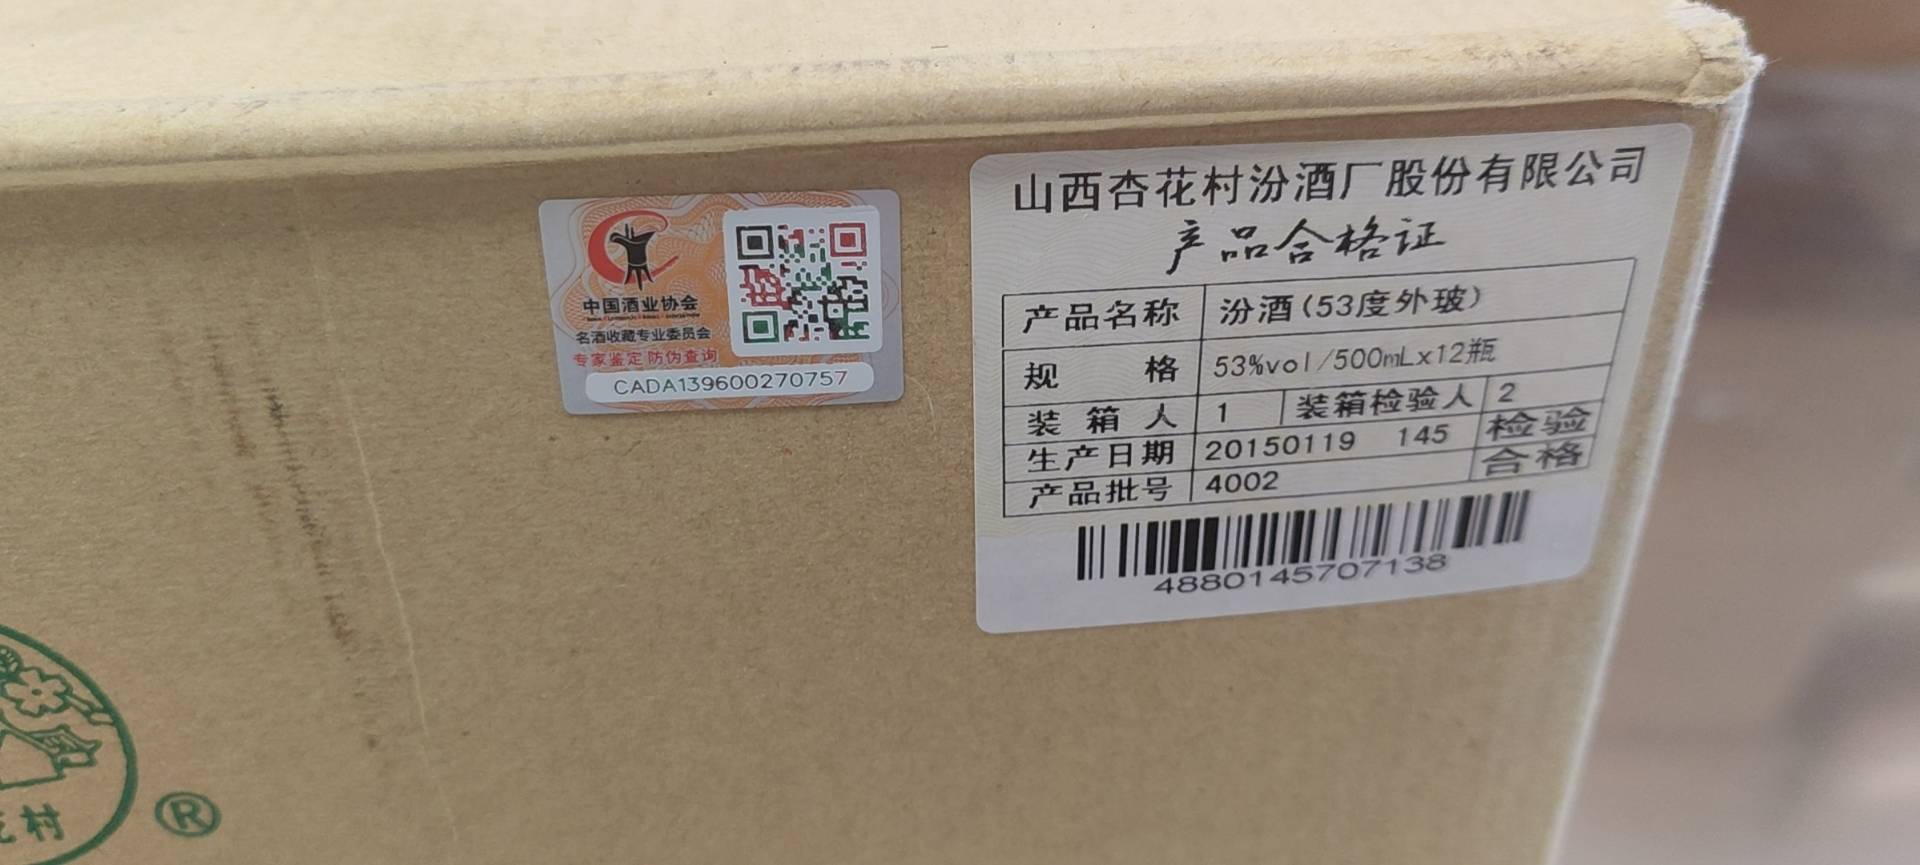 中国酒业协会
名酒收藏专业委员会
专家鉴定 防伪查询
CADA139600270757
山西杏花村汾酒厂股份有限公司
产品合格证
产品名称 汾酒(53度外玻)
规格 53%vol/500mLx12瓶
装箱人 1 装箱检验人 2
生产日期 20150119 145 检验
产品批号 4002 合格
4880145707138
花村
®